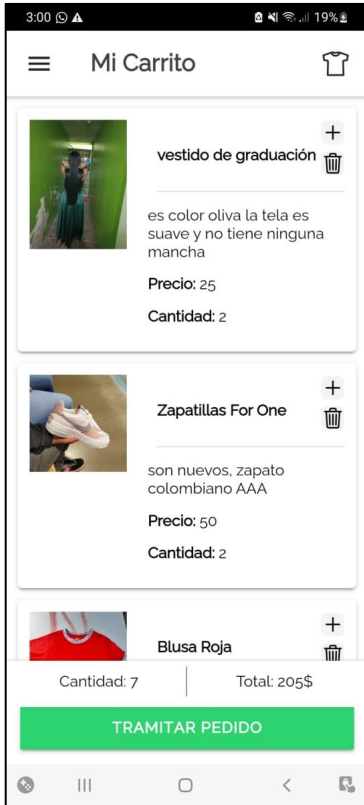 3:00 19%
Mi Carrito
vestido de graduación
es color oliva la tela es
suave y no tiene ninguna
mancha
Precio: 25
Cantidad: 2
Zapatillas For One
son nuevos, zapato
colombiano AAA
Precio: 50
Cantidad: 2
Blusa Roja
Cantidad: 7 Total: 205$
TRAMITAR PEDIDO